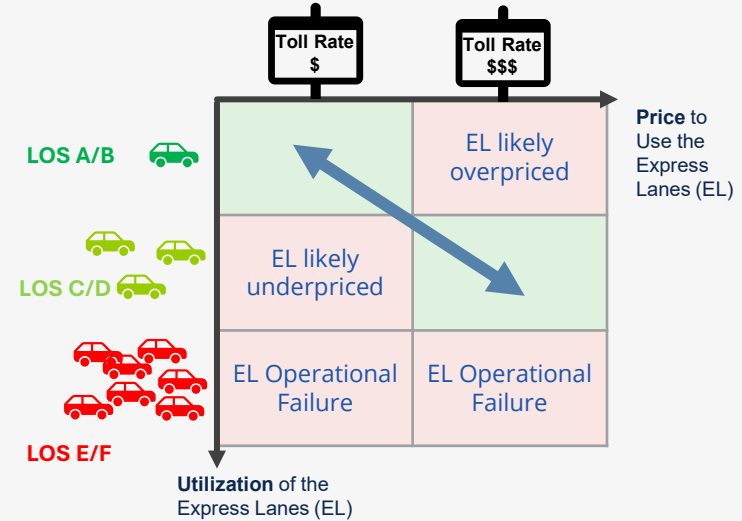 Toll Rate
$
Toll Rate
$$$
Price to
Use the
Express
Lanes (EL)
LOS A/B
EL likely
overpriced
LOS C/D
EL likely
underpriced
EL Operational
Failure
EL Operational
Failure
LOS E/F
Utilization of the
Express Lanes (EL)